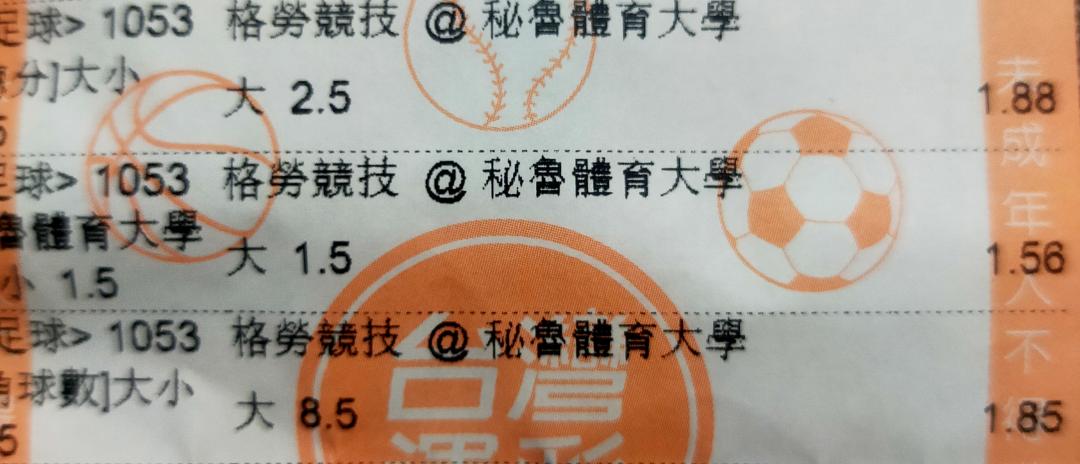 足球> 1053 格勞競技 @ 秘魯體育大學
分]大小 大 2.5 1.88
5
足球> 1053 格勞競技 @ 秘魯體育大學
魯體育大學 大 1.5 1.56
小 1.5
足球> 1053 格勞競技 @ 秘魯體育大學
角球數]大小 大 8.5 1.85
5
台灣
運彩
未成年人不得